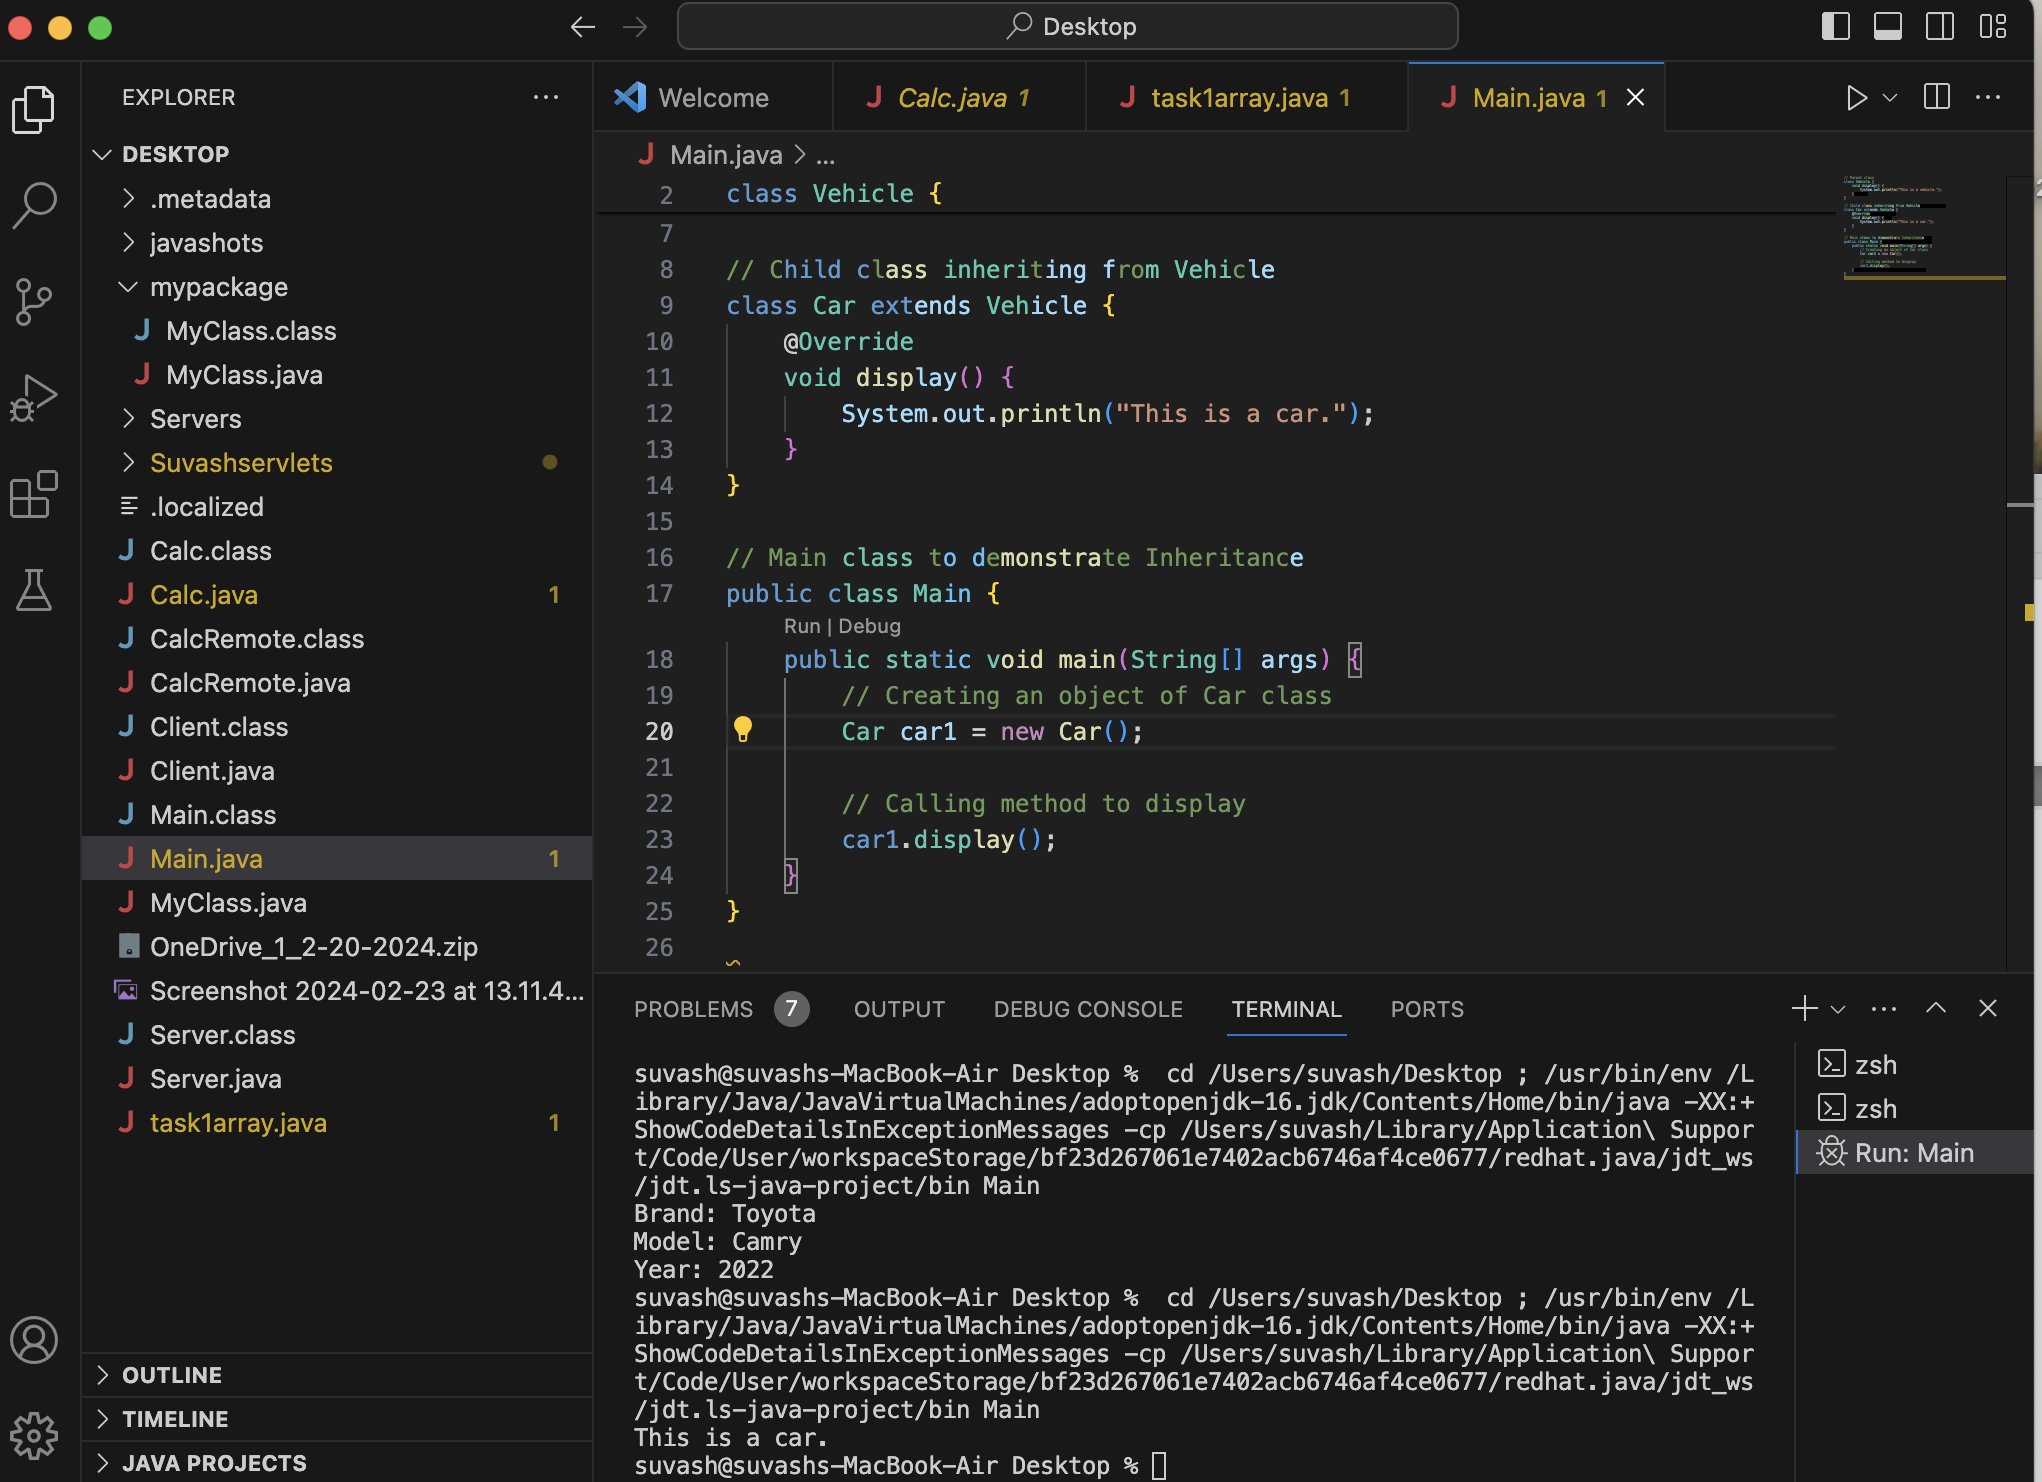 Desktop
EXPLORER
DESKTOP
.metadata
javashots
mypackage
MyClass.class
MyClass.java
Servers
Suvashservlets
.localized
Calc.class
Calc.java 1
CalcRemote.class
CalcRemote.java
Client.class
Client.java
Main.class
Main.java 1
MyClass.java
OneDrive_1_2-20-2024.zip
Screenshot 2024-02-23 at 13.11.4...
Server.class
Server.java
task1array.java 1
OUTLINE
TIMELINE
JAVA PROJECTS
Welcome
Calc.java 1
task1array.java 1
Main.java 1
Main.java > ...
2 class Vehicle {
7
8 // Child class inheriting from Vehicle
9 class Car extends Vehicle {
10 @Override
11 void display() {
12 System.out.println("This is a car.");
13 }
14 }
15
16 // Main class to demonstrate Inheritance
17 public class Main {
Run | Debug
18 public static void main(String[] args) {
19 // Creating an object of Car class
20 Car car1 = new Car();
21
22 // Calling method to display
23 car1.display();
24 }
25 }
26
PROBLEMS 7 OUTPUT DEBUG CONSOLE TERMINAL PORTS
suvash@suvashs-MacBook-Air Desktop %  cd /Users/suvash/Desktop ; /usr/bin/env /L
ibrary/Java/JavaVirtualMachines/adoptopenjdk-16.jdk/Contents/Home/bin/java -XX:+
ShowCodeDetailsInExceptionMessages -cp /Users/suvash/Library/Application\ Suppor
t/Code/User/workspaceStorage/bf23d267061e7402acb6746af4ce0677/redhat.java/jdt_ws
/jdt.ls-java-project/bin Main
Brand: Toyota
Model: Camry
Year: 2022
suvash@suvashs-MacBook-Air Desktop %  cd /Users/suvash/Desktop ; /usr/bin/env /L
ibrary/Java/JavaVirtualMachines/adoptopenjdk-16.jdk/Contents/Home/bin/java -XX:+
ShowCodeDetailsInExceptionMessages -cp /Users/suvash/Library/Application\ Suppor
t/Code/User/workspaceStorage/bf23d267061e7402acb6746af4ce0677/redhat.java/jdt_ws
/jdt.ls-java-project/bin Main
This is a car.
suvash@suvashs-MacBook-Air Desktop %
zsh
zsh
Run: Main